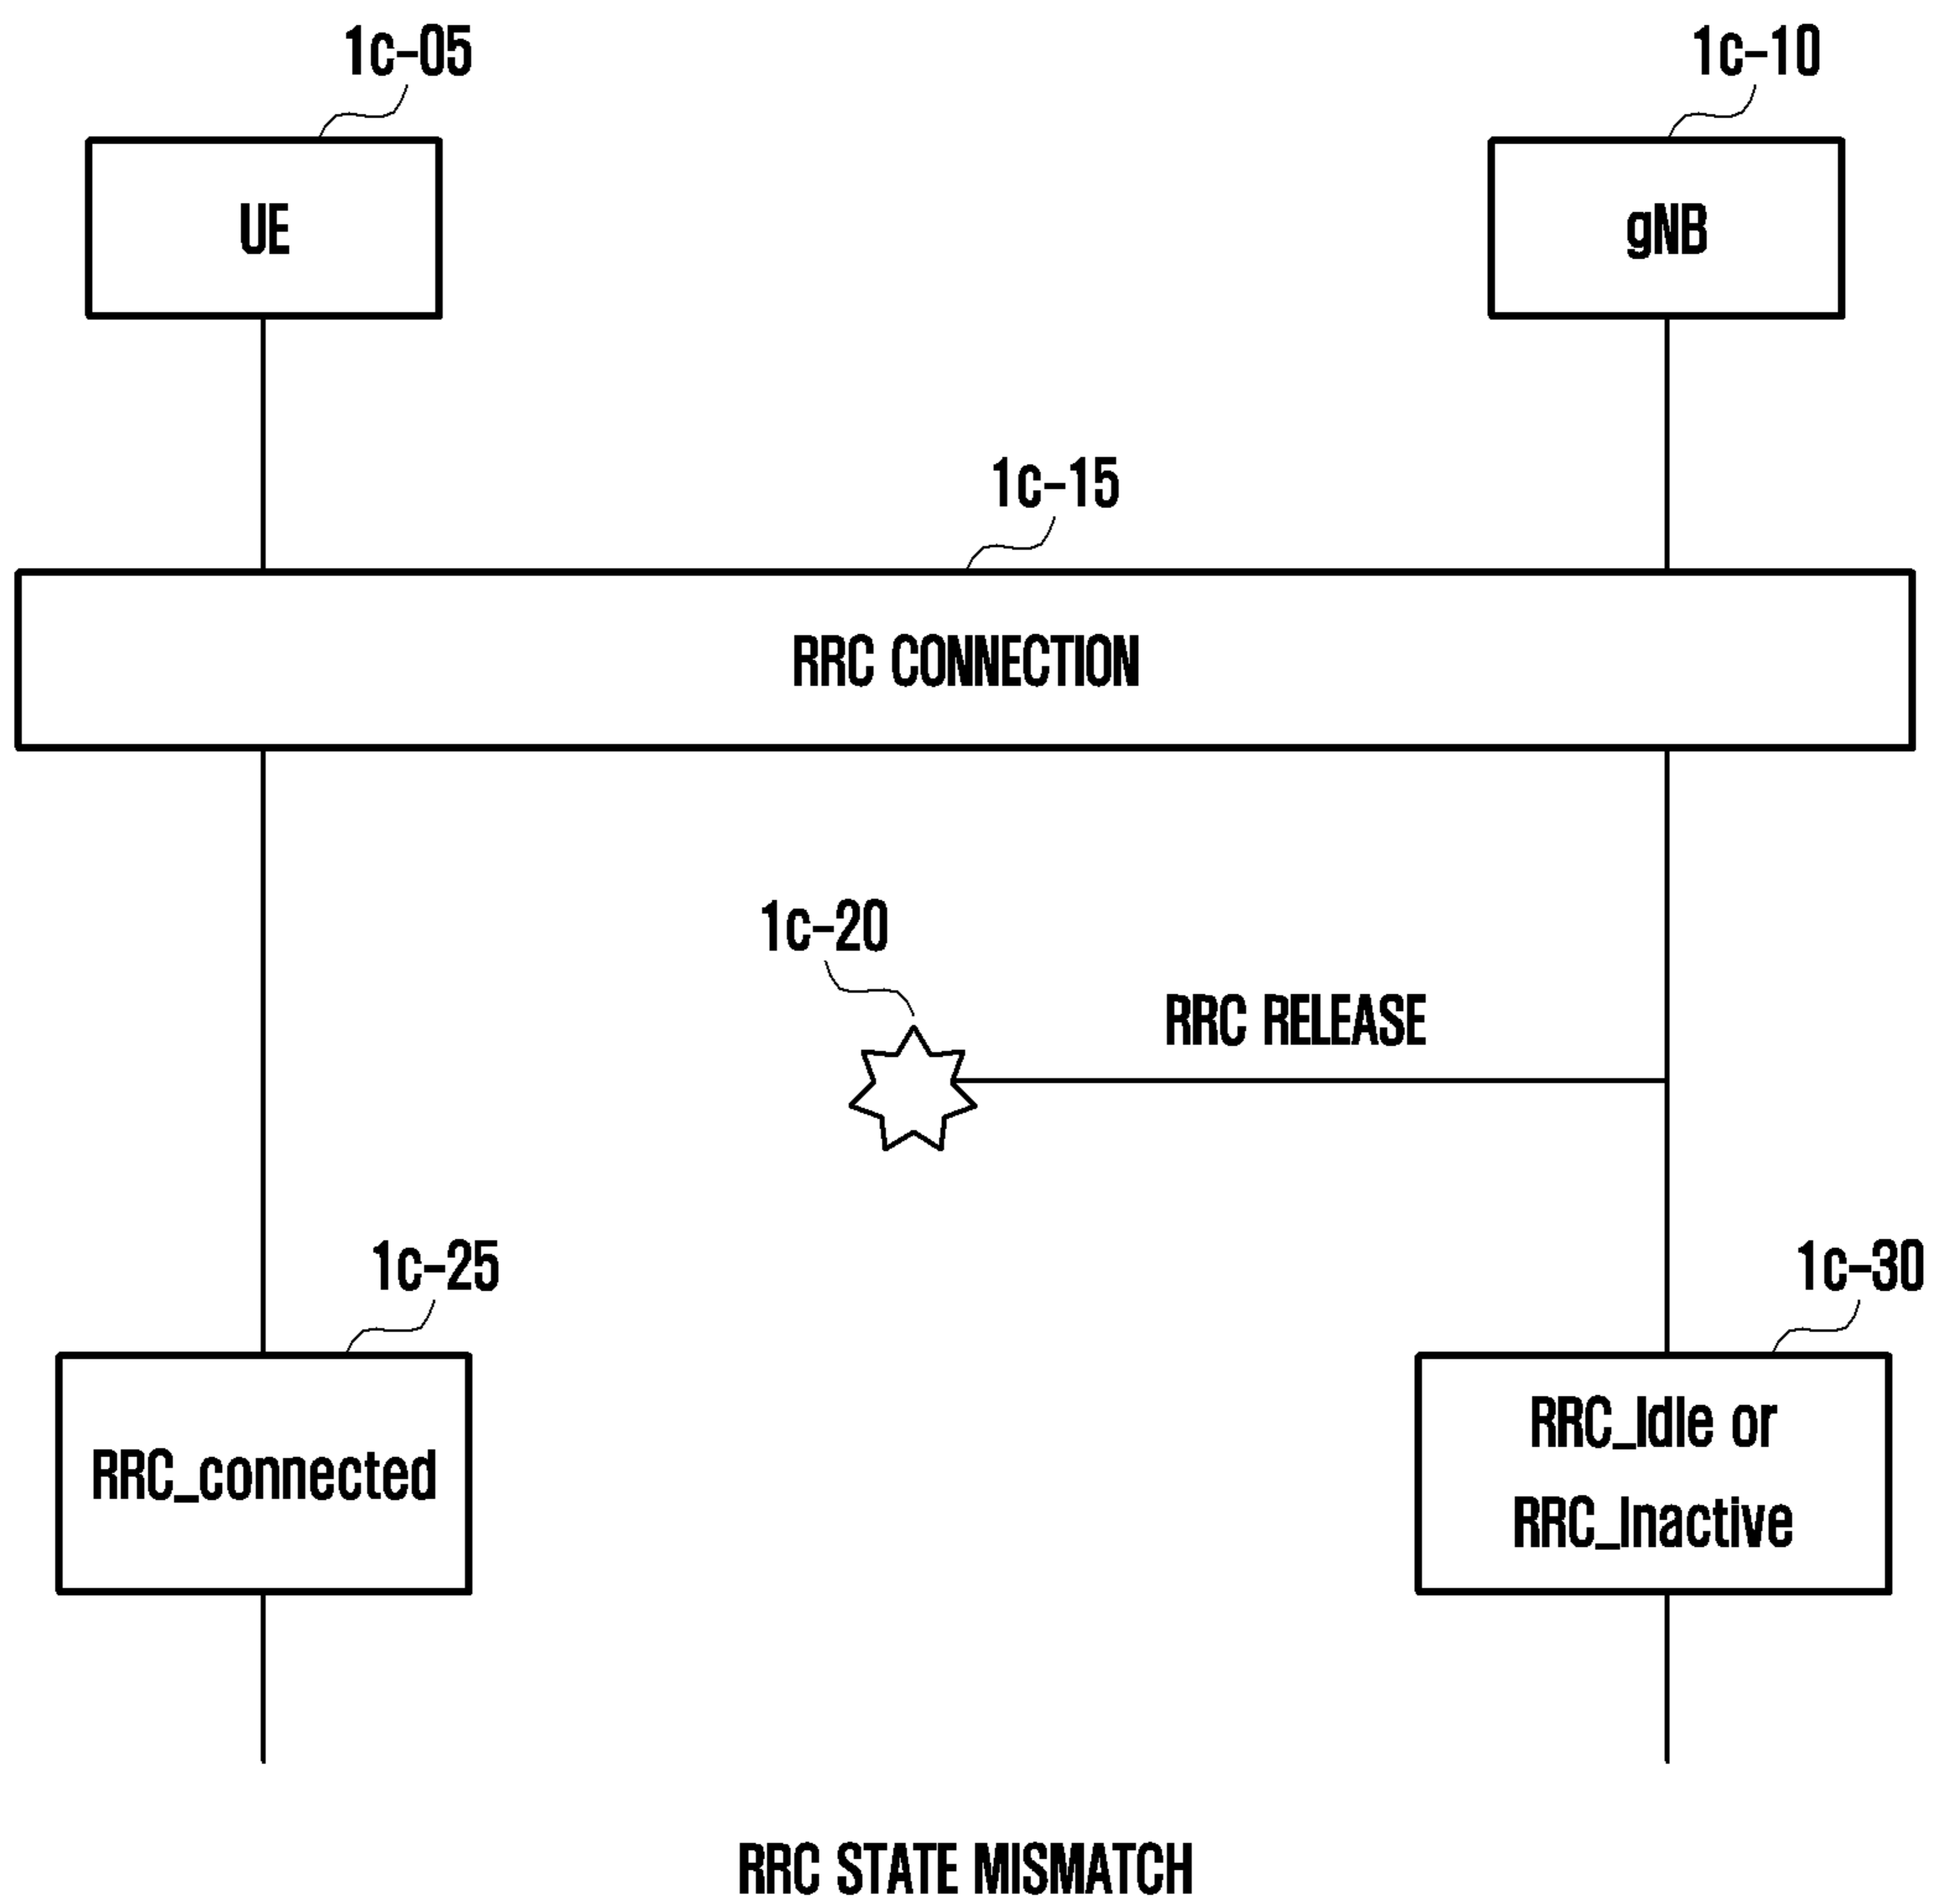 1c-05
1c-10
UE
gNB
1c-15
RRC CONNECTION
1c-20
RRC RELEASE
1c-25
1c-30
RRC_connected
RRC_Idle or
RRC_Inactive
RRC STATE MISMATCH